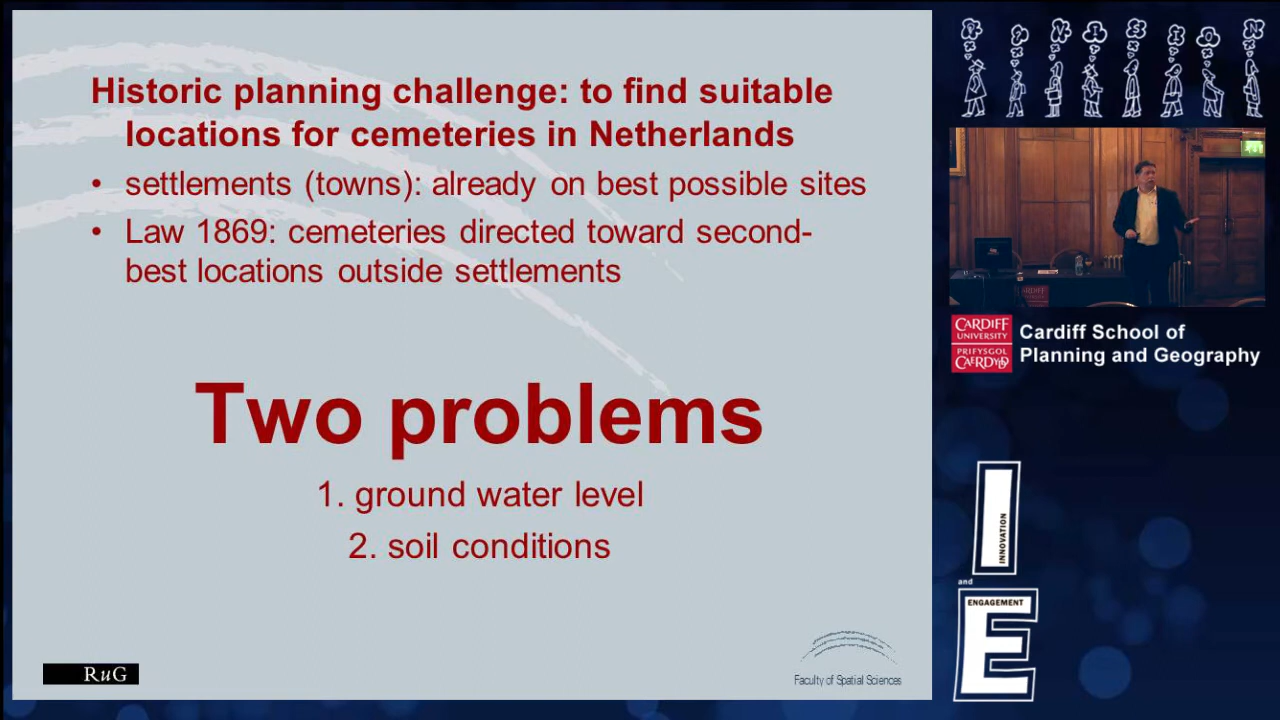 Historic planning challenge: to find suitable
locations for cemeteries in Netherlands
• settlements (towns): already on best possible sites
• Law 1869: cemeteries directed toward second-
best locations outside settlements
Two problems
1. ground water level
2. soil conditions
RuG
Faculty of Spatial Sciences
CARDIFF
UNIVERSITY
PRIFYSGOL
CAERDYDD
Cardiff School of
Planning and Geography
I
INNOVATION
and
ENGAGEMENT
E